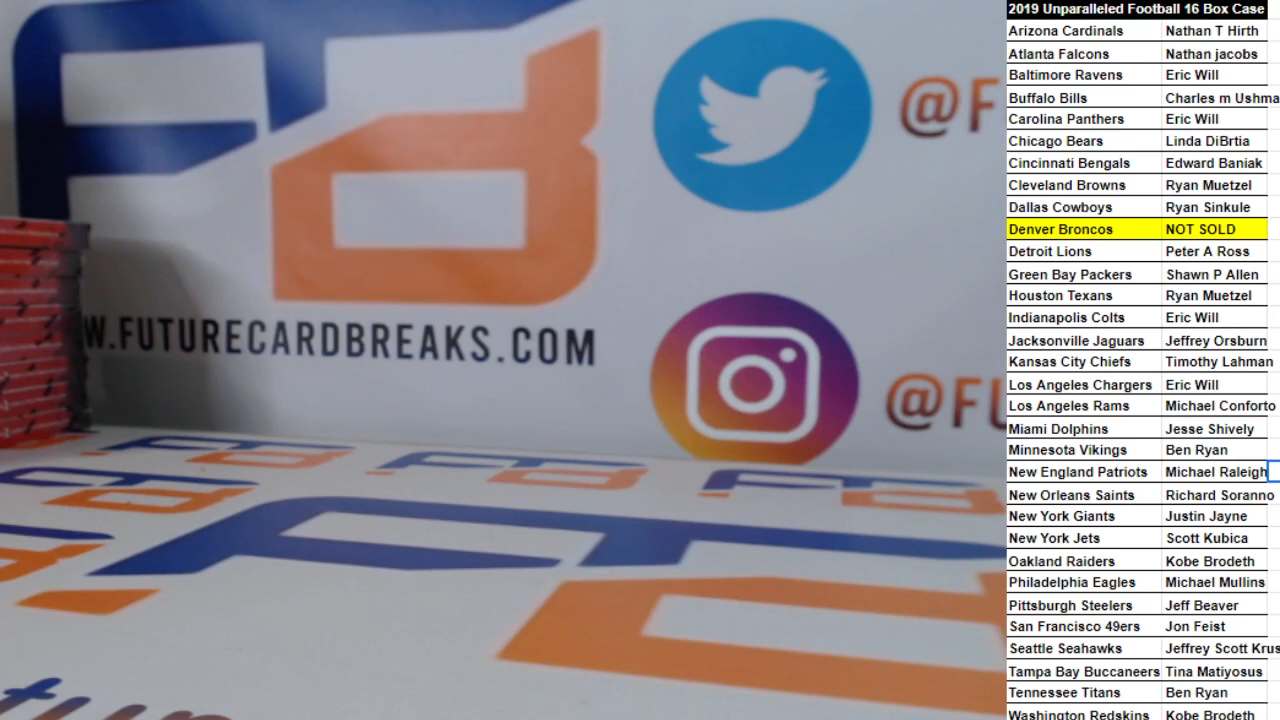 @F
W.FUTURECARDBREAKS.COM
@FU
2019 Unparalleled Football 16 Box Case
Arizona Cardinals Nathan T Hirth
Atlanta Falcons Nathan jacobs
Baltimore Ravens Eric Will
Buffalo Bills Charles m Ushma
Carolina Panthers Eric Will
Chicago Bears Linda DiBrtia
Cincinnati Bengals Edward Baniak
Cleveland Browns Ryan Muetzel
Dallas Cowboys Ryan Sinkule
Denver Broncos NOT SOLD
Detroit Lions Peter A Ross
Green Bay Packers Shawn P Allen
Houston Texans Ryan Muetzel
Indianapolis Colts Eric Will
Jacksonville Jaguars Jeffrey Orsburn
Kansas City Chiefs Timothy Lahman
Los Angeles Chargers Eric Will
Los Angeles Rams Michael Conforto
Miami Dolphins Jesse Shively
Minnesota Vikings Ben Ryan
New England Patriots Michael Raleigh
New Orleans Saints Richard Soranno
New York Giants Justin Jayne
New York Jets Scott Kubica
Oakland Raiders Kobe Brodeth
Philadelphia Eagles Michael Mullins
Pittsburgh Steelers Jeff Beaver
San Francisco 49ers Jon Feist
Seattle Seahawks Jeffrey Scott Krus
Tampa Bay Buccaneers Tina Matiyosus
Tennessee Titans Ben Ryan
Washington Redskins Kobe Brodeth